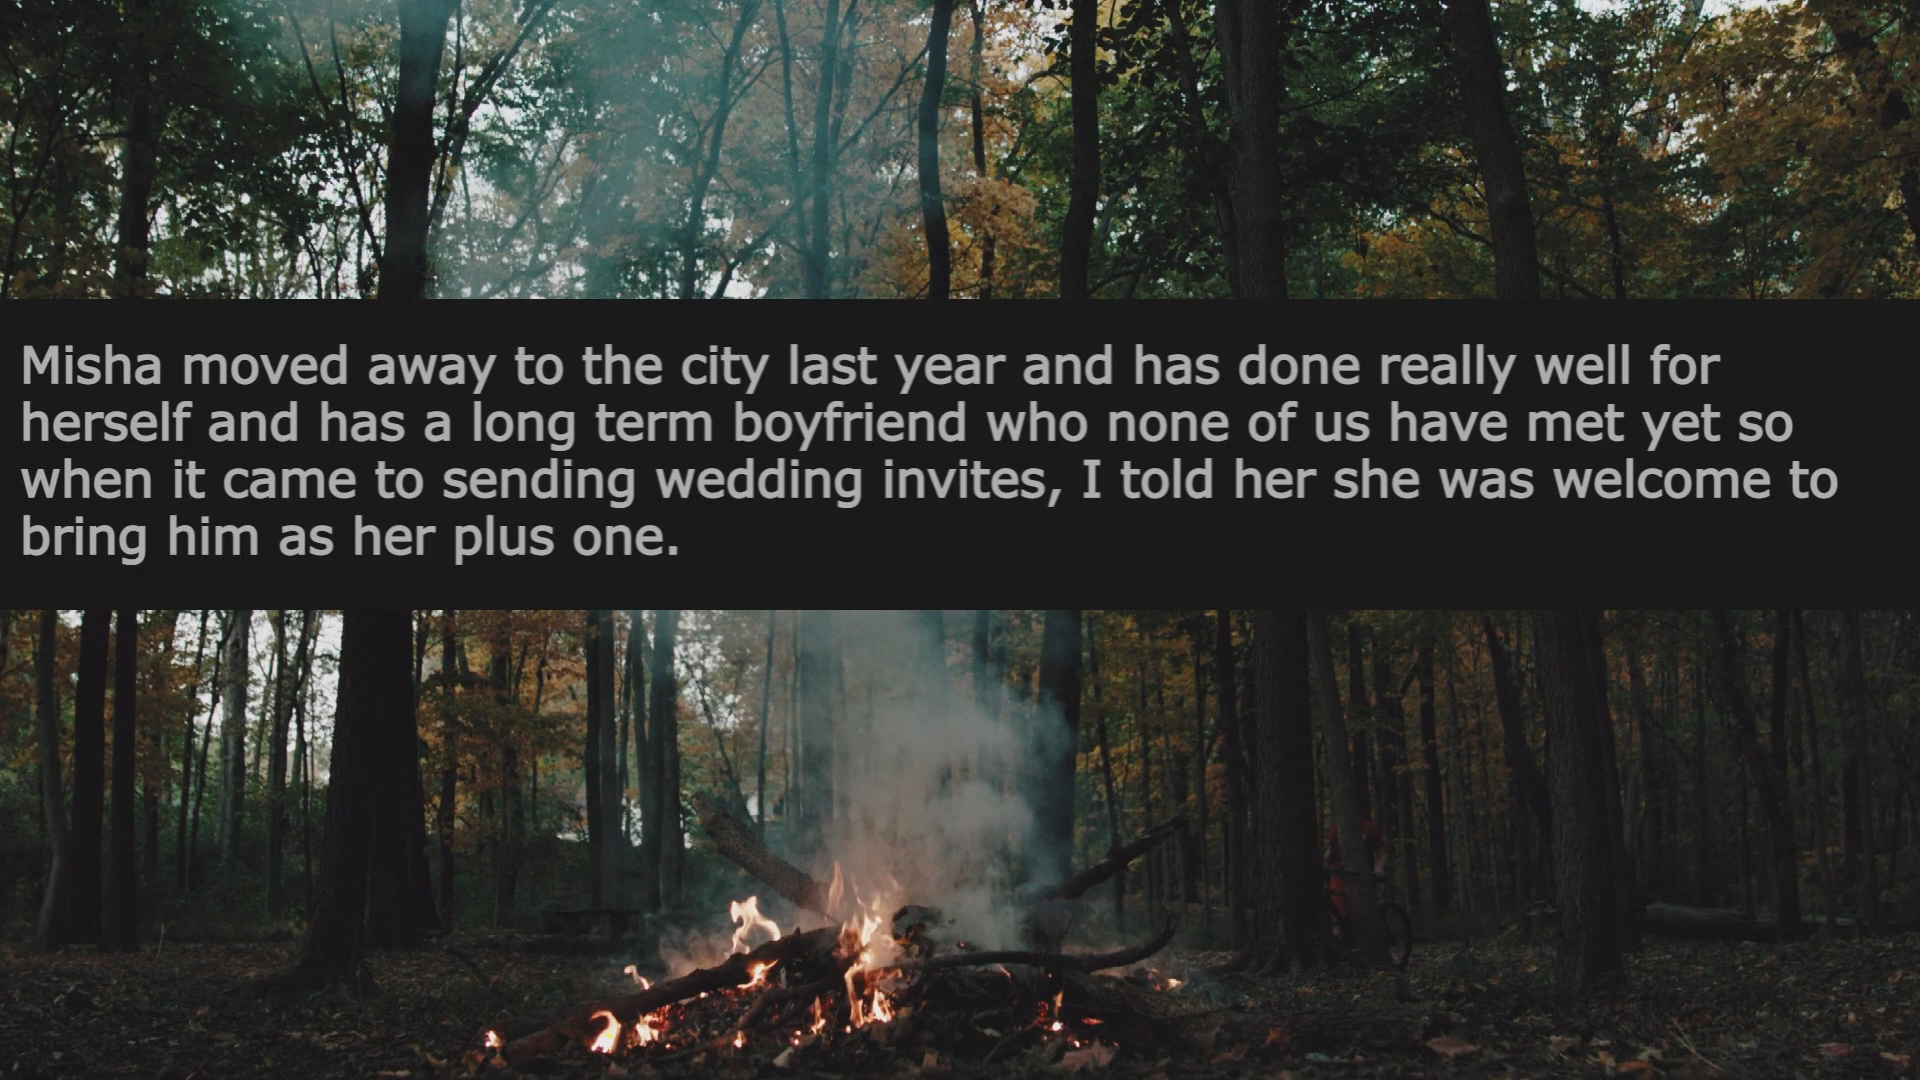 Misha moved away to the city last year and has done really well for
herself and has a long term boyfriend who none of us have met yet so
when it came to sending wedding invites, I told her she was welcome to
bring him as her plus one.